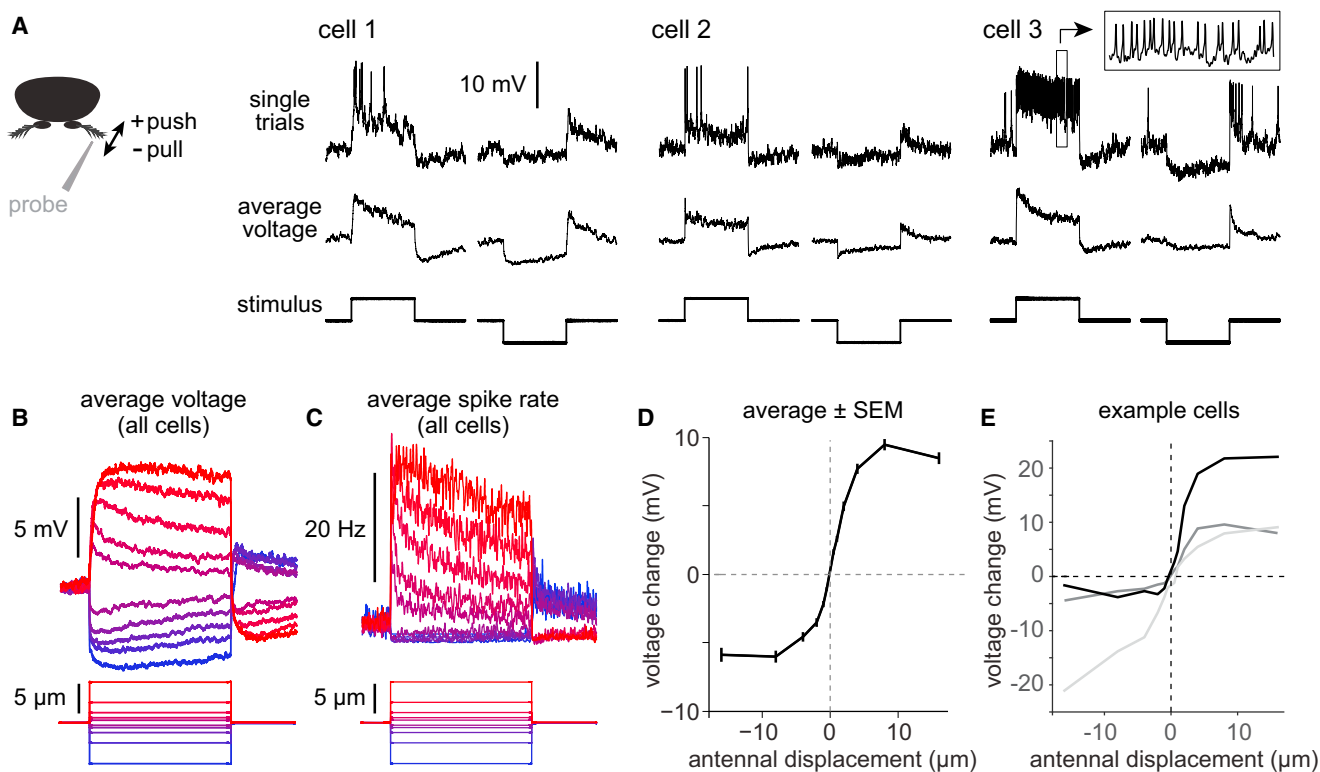 A
cell 1
cell 2
cell 3
10 mV
single
trials
+ push
- pull
probe
average
voltage
stimulus
B
average voltage
(all cells)
5 mV
5 µm
C
average spike rate
(all cells)
20 Hz
5 µm
D
average ± SEM
voltage change (mV)
10
0
−10
−10
0
10
antennal displacement (µm)
E
example cells
voltage change (mV)
20
10
0
-10
-20
-10
0
10
antennal displacement (µm)